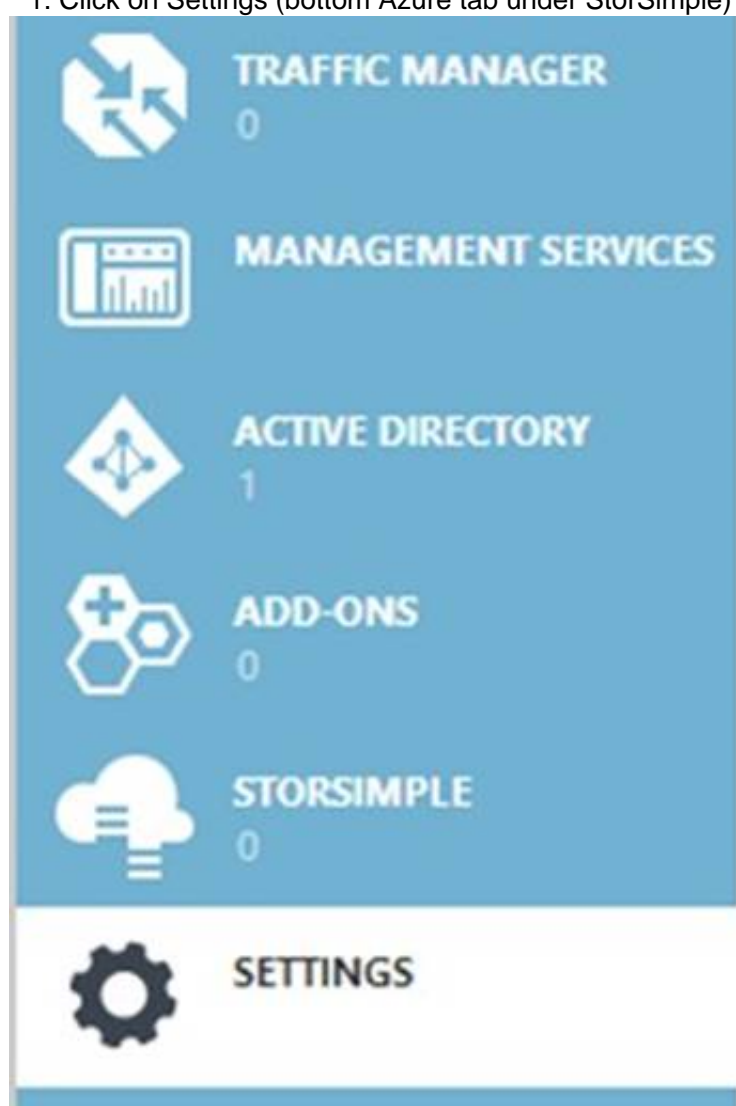 1. Click on Settings (bottom Azure tab under StorSimple)
TRAFFIC MANAGER
0
MANAGEMENT SERVICES
ACTIVE DIRECTORY
1
ADD-ONS
0
STORSIMPLE
0
SETTINGS